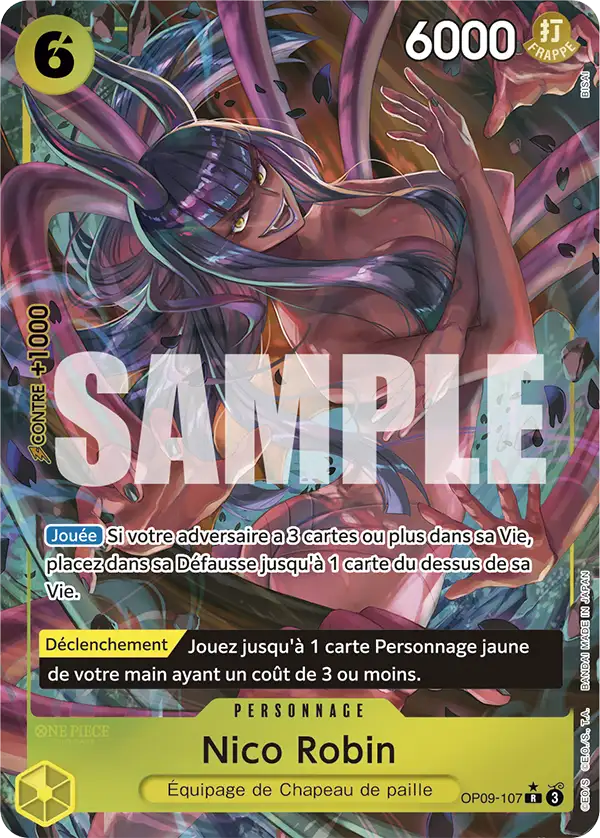 6
6000
打
FRAPPE
BISAI
CONTRE +1000
SAMPLE
Jouée Si votre adversaire a 3 cartes ou plus dans sa Vie,
placez dans sa Défausse jusqu'à 1 carte du dessus de sa
Vie.
Déclenchement Jouez jusqu'à 1 carte Personnage jaune
de votre main ayant un coût de 3 ou moins.
PERSONNAGE
ONE PIECE
Nico Robin
Équipage de Chapeau de paille
OP09-107 R 3
©EO/S ©E.O./S., T.A. BANDAI MADE IN JAPAN